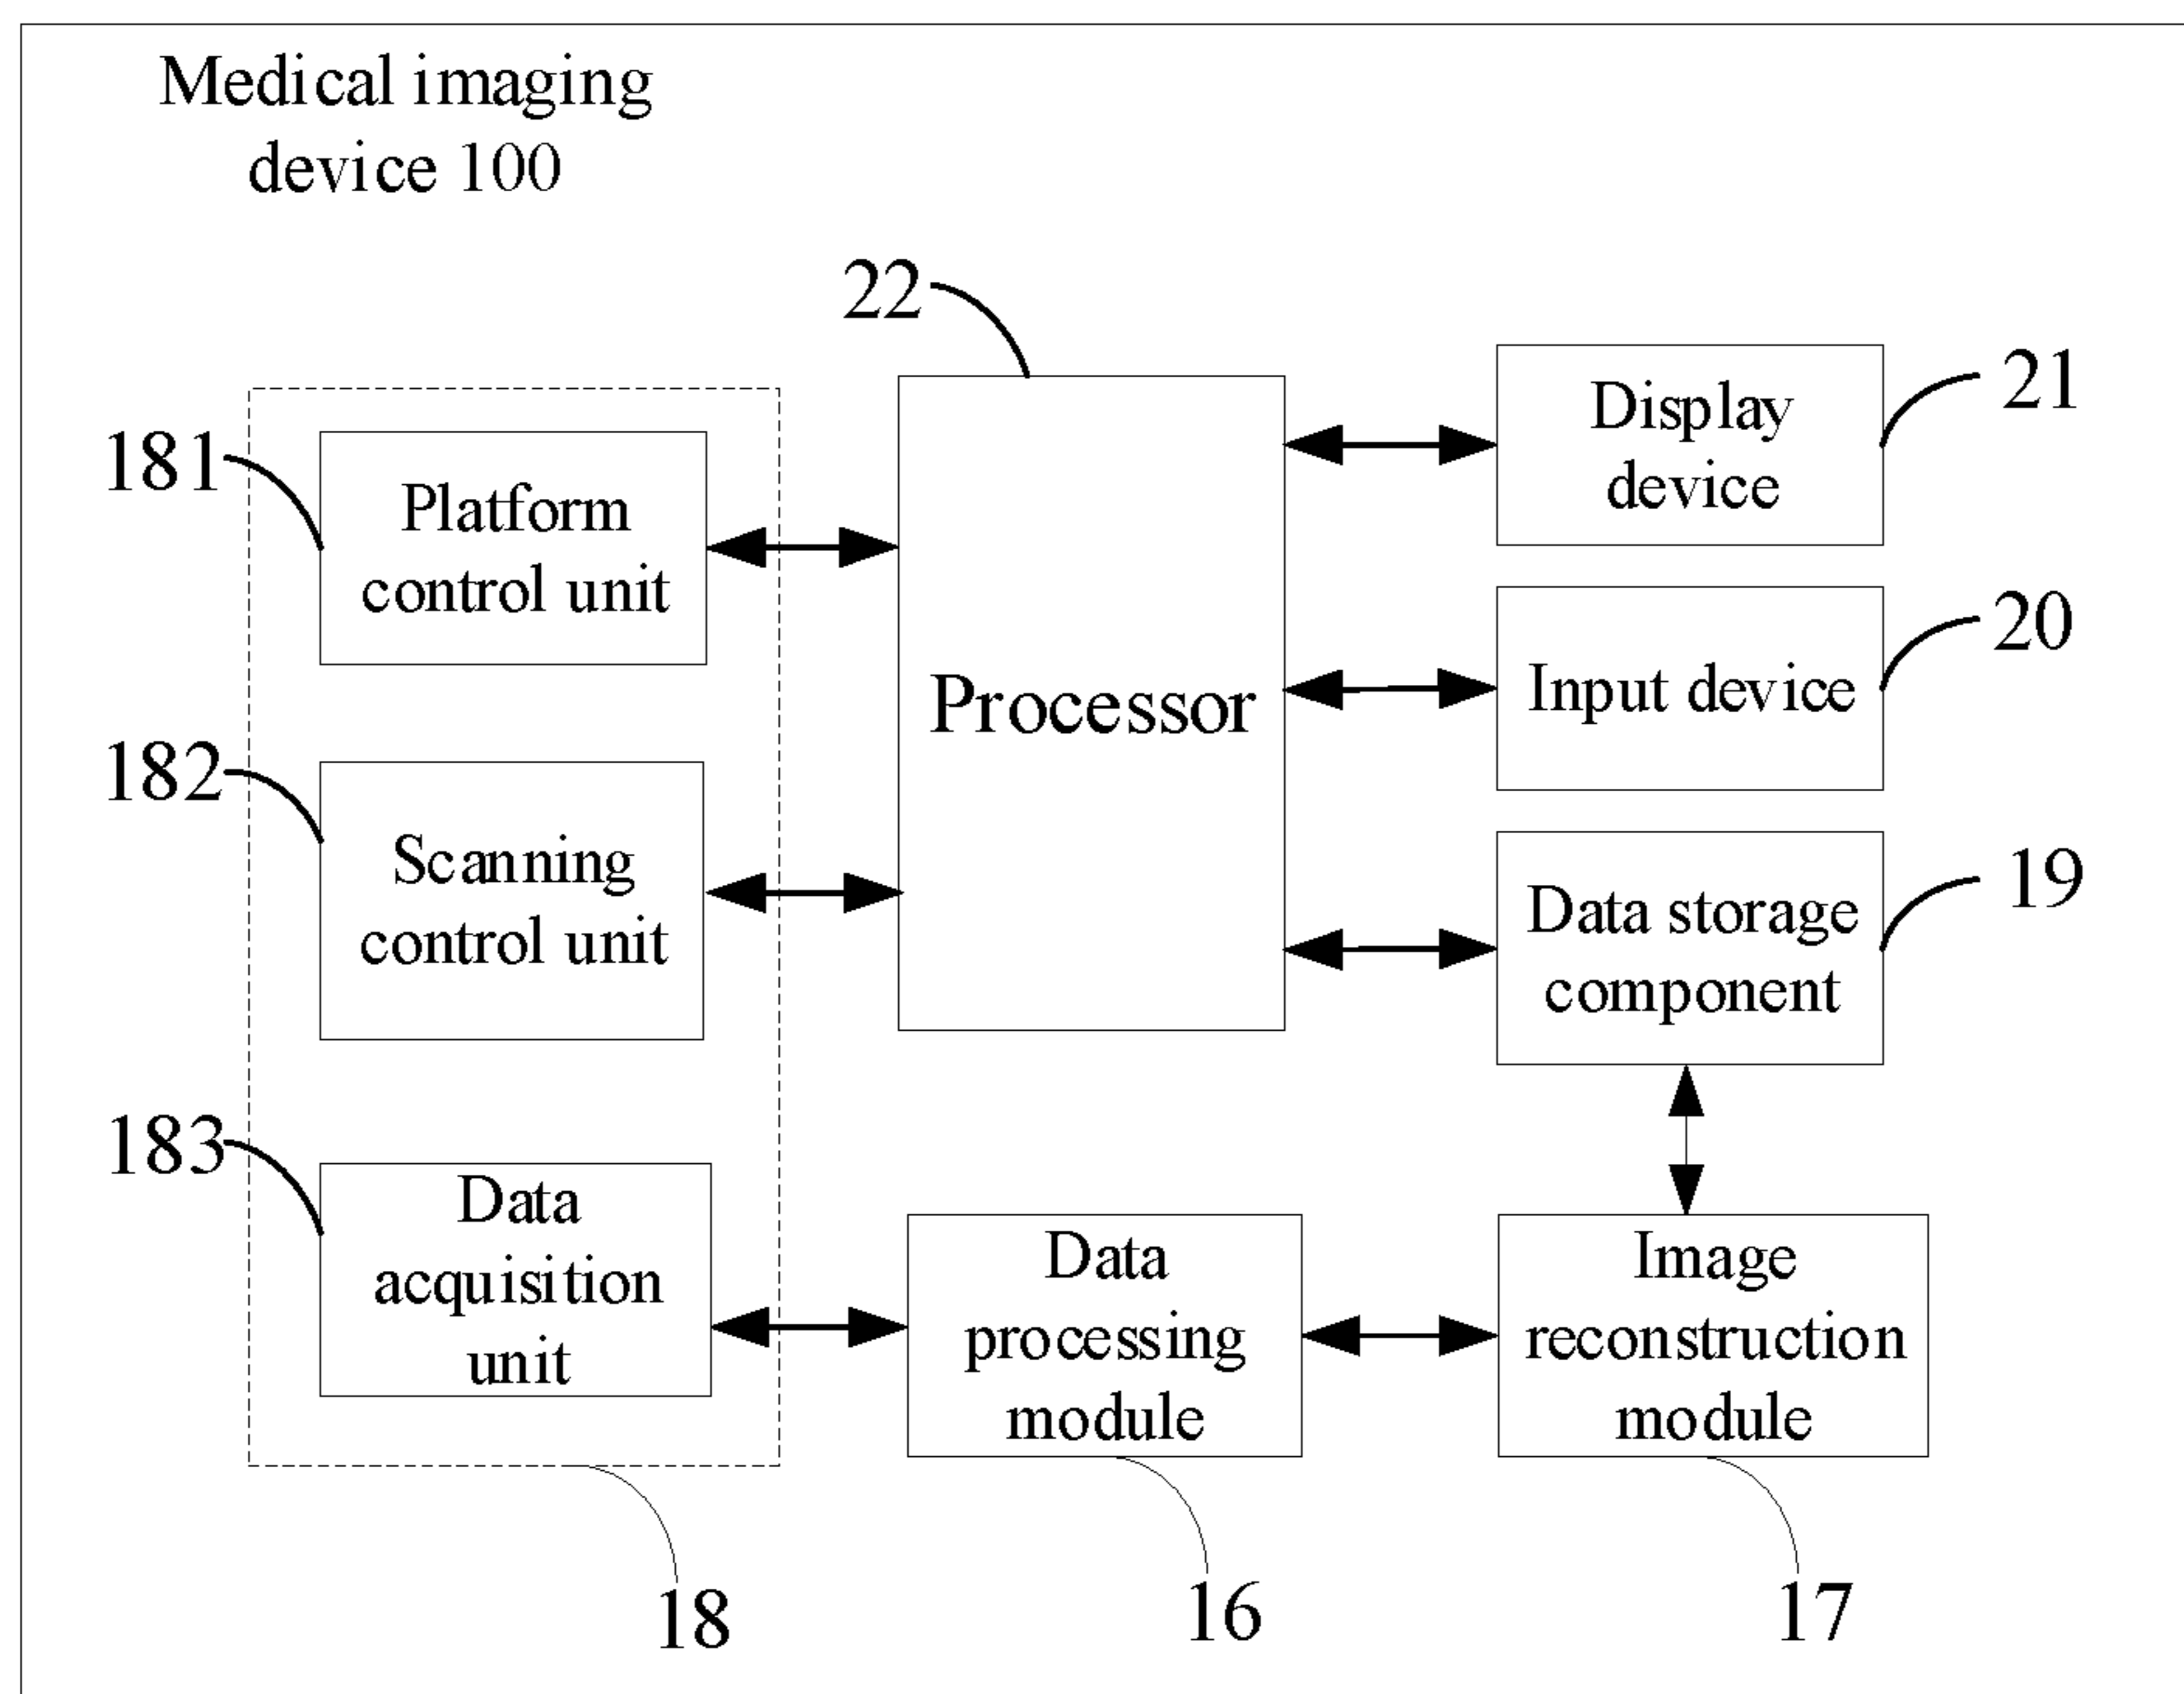 Medical imaging
device 100
22
21
Display
device
181
Platform
control unit
20
Input device
Processor
182
Scanning
control unit
19
Data storage
component
183
Data
acquisition
unit
Data
processing
module
Image
reconstruction
module
18
16
17